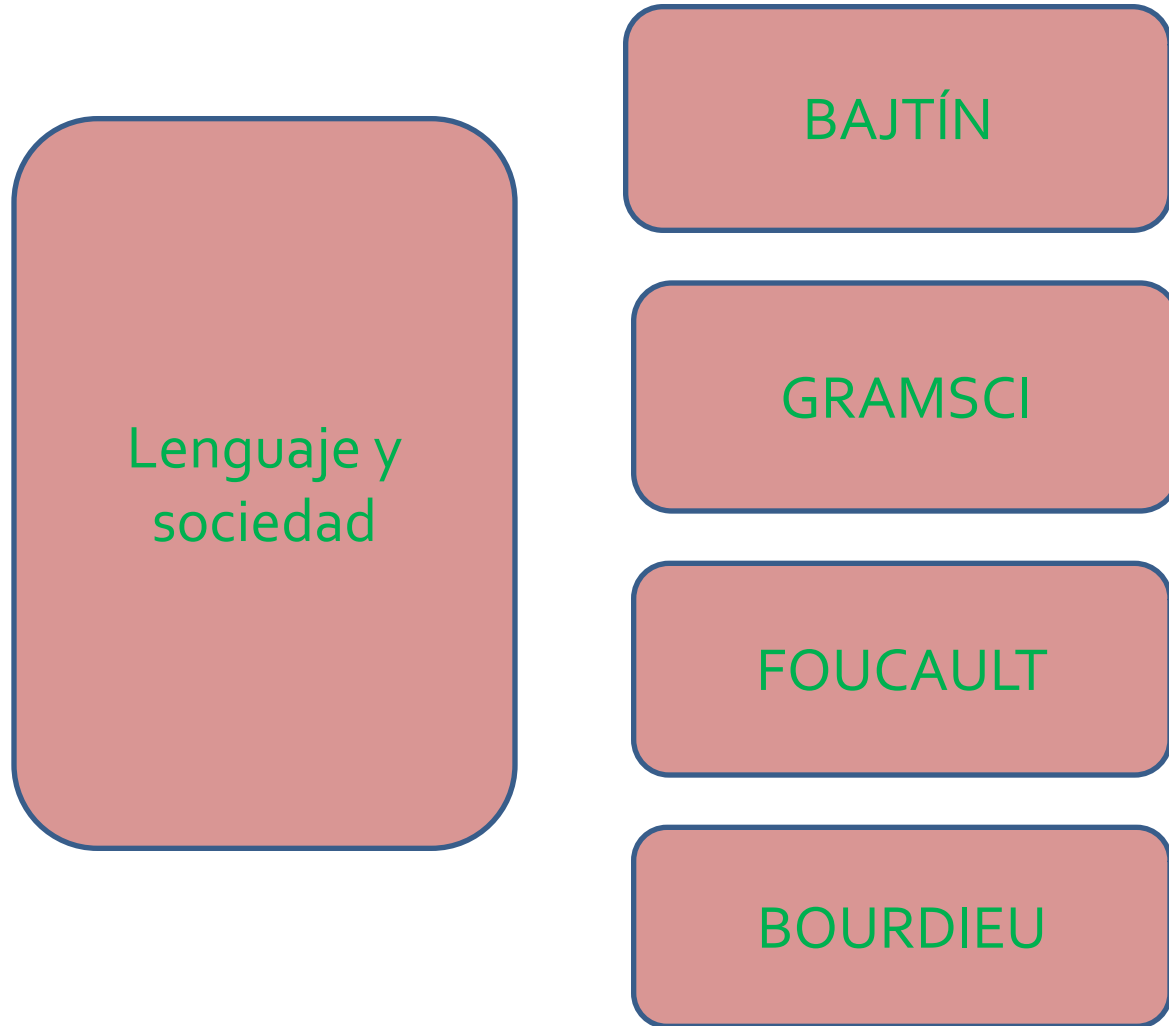 Lenguaje y
sociedad
BAJTÍN
GRAMSCI
FOUCAULT
BOURDIEU